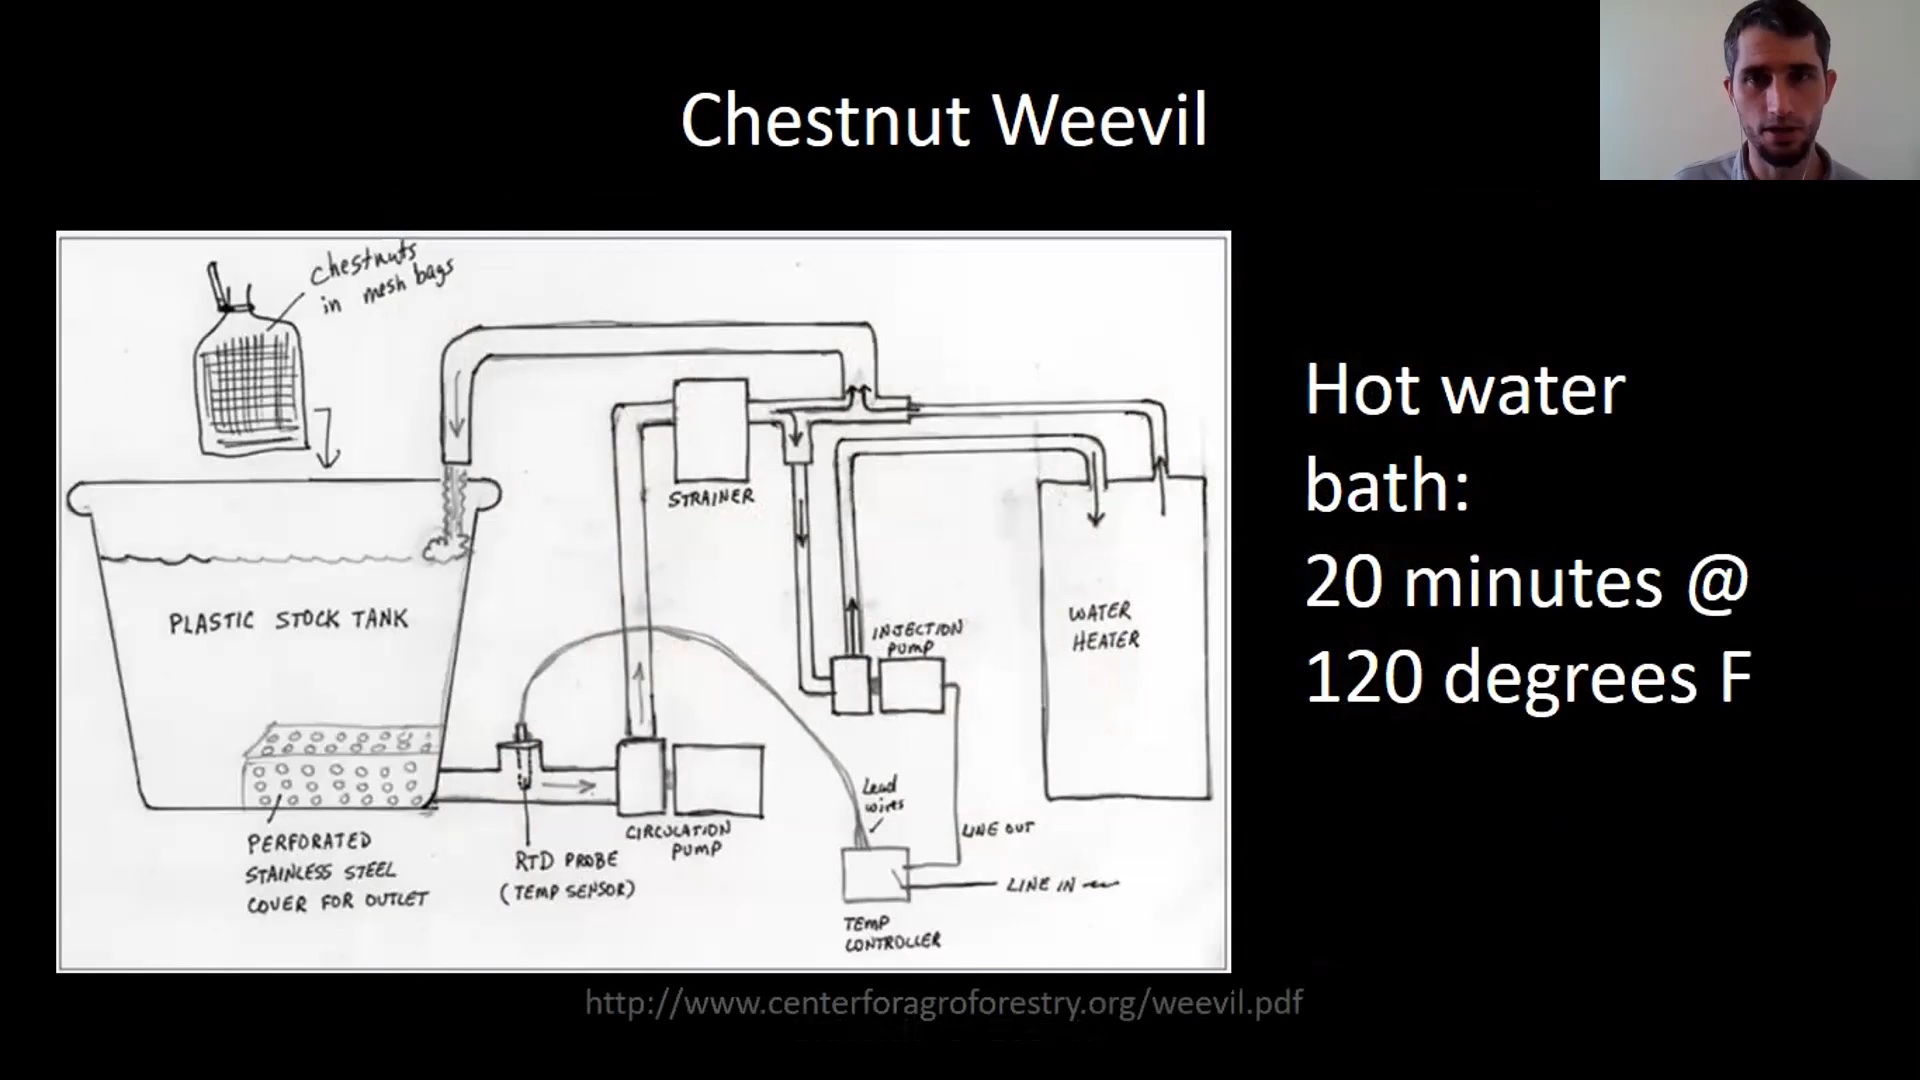 Chestnut Weevil
chestnuts
in mesh bags
STRAINER
PLASTIC STOCK TANK
INJECTION
PUMP
WATER
HEATER
Lead
wires
PERFORATED
STAINLESS STEEL
COVER FOR OUTLET
RTD PROBE
(TEMP SENSOR)
CIRCULATION
PUMP
LINE OUT
LINE IN
TEMP
CONTROLLER
Hot water
bath:
20 minutes @
120 degrees F
http://www.centerforagroforestry.org/weevil.pdf